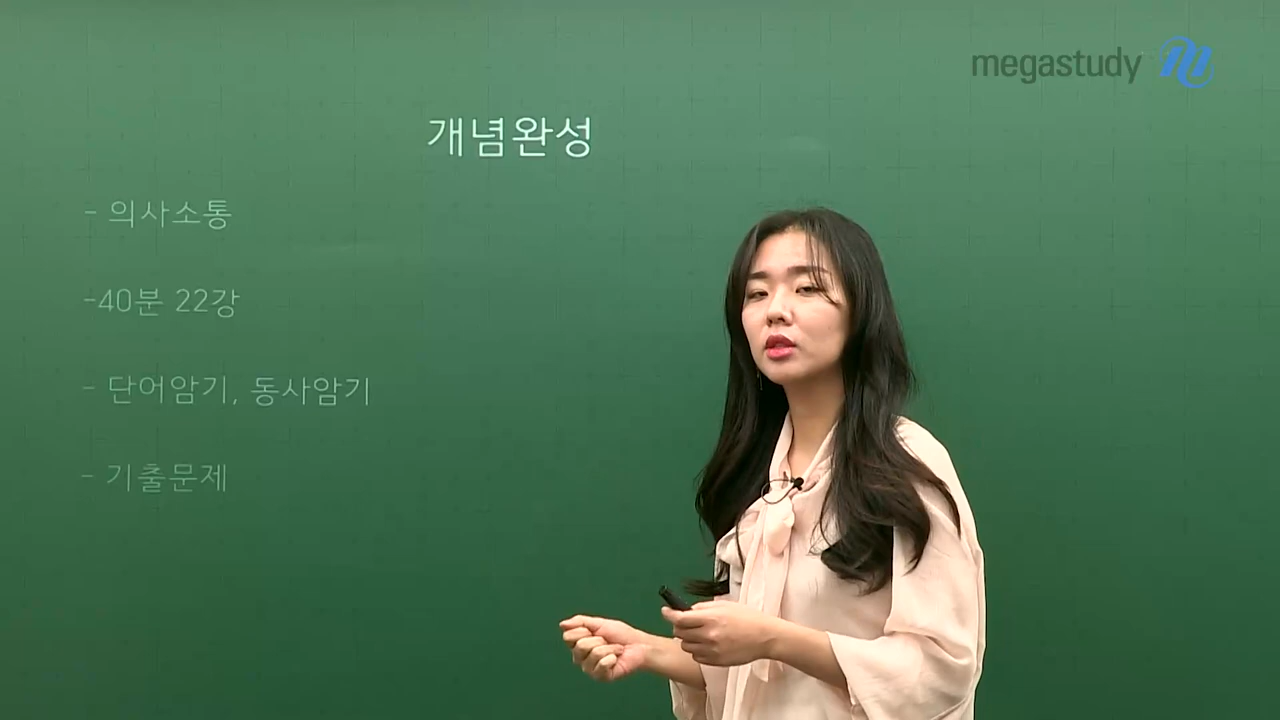 megastudy
개념완성
- 의사소통
-40분 22강
- 단어암기, 동사암기
- 기출문제